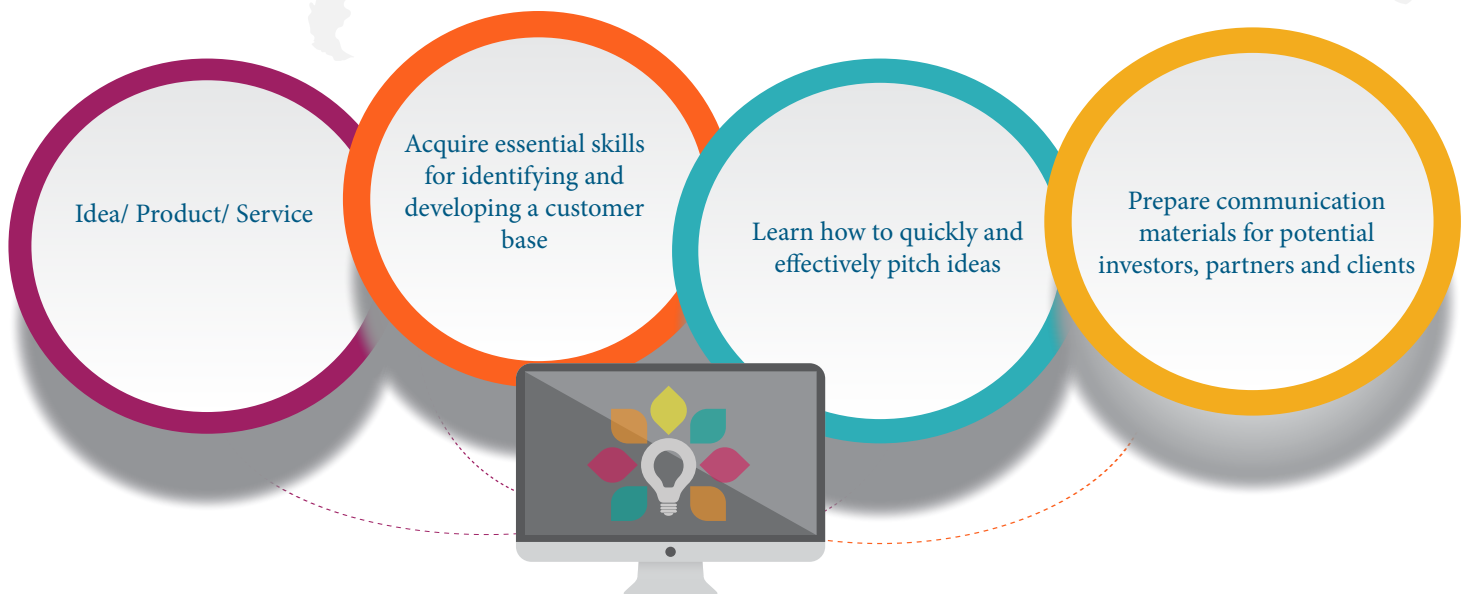 Idea/ Product/ Service
Acquire essential skills
for identifying and
developing a customer
base
Learn how to quickly and
effectively pitch ideas
Prepare communication
materials for potential
investors, partners and clients